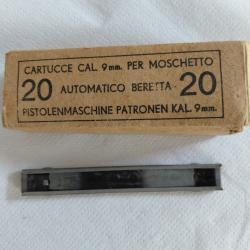 CARTUCCE CAL. 9mm. PER MOSCHETTO
20 AUTOMATICO BERETTA 20
PISTOLENMASCHINE PATRONEN KAL. 9mm.